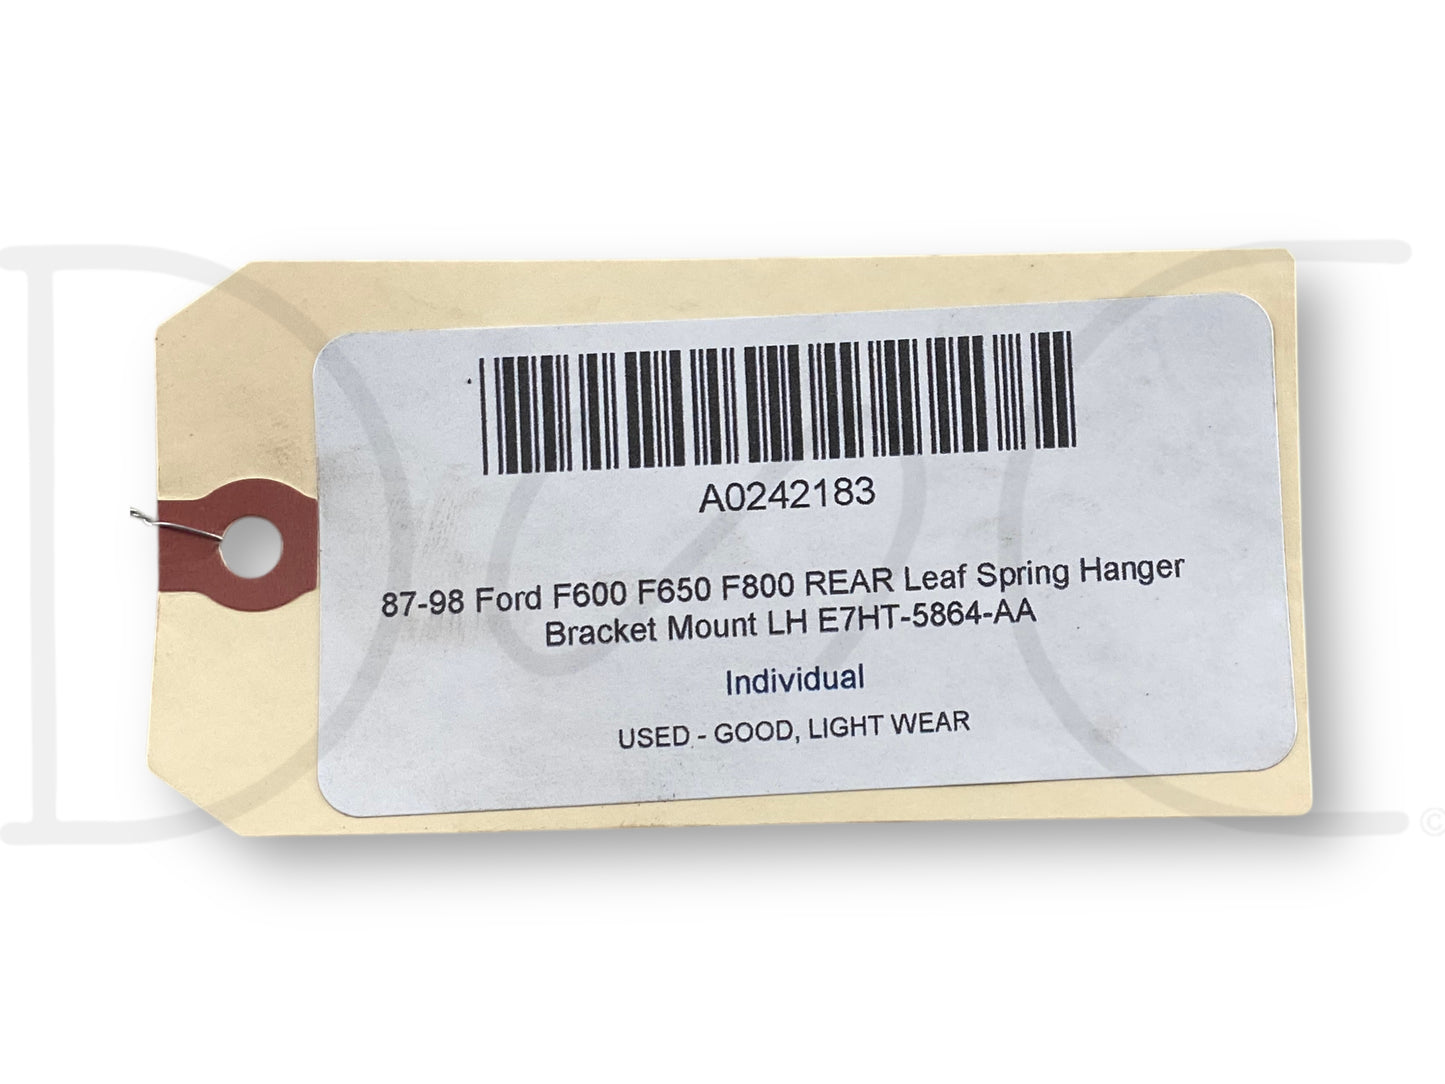 A0242183
87-98 Ford F600 F650 F800 REAR Leaf Spring Hanger
Bracket Mount LH E7HT-5864-AA
Individual
USED - GOOD, LIGHT WEAR
©